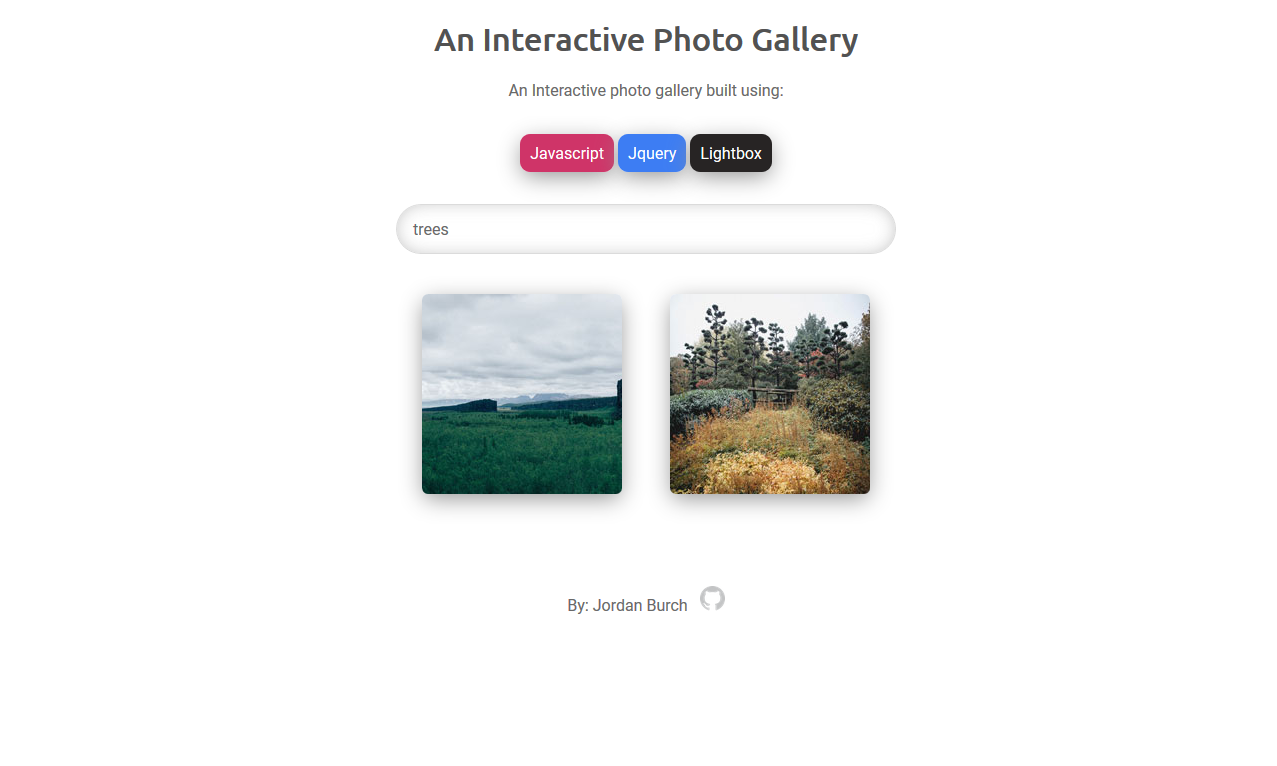 An Interactive Photo Gallery
An Interactive photo gallery built using:
Javascript Jquery Lightbox
trees
By: Jordan Burch